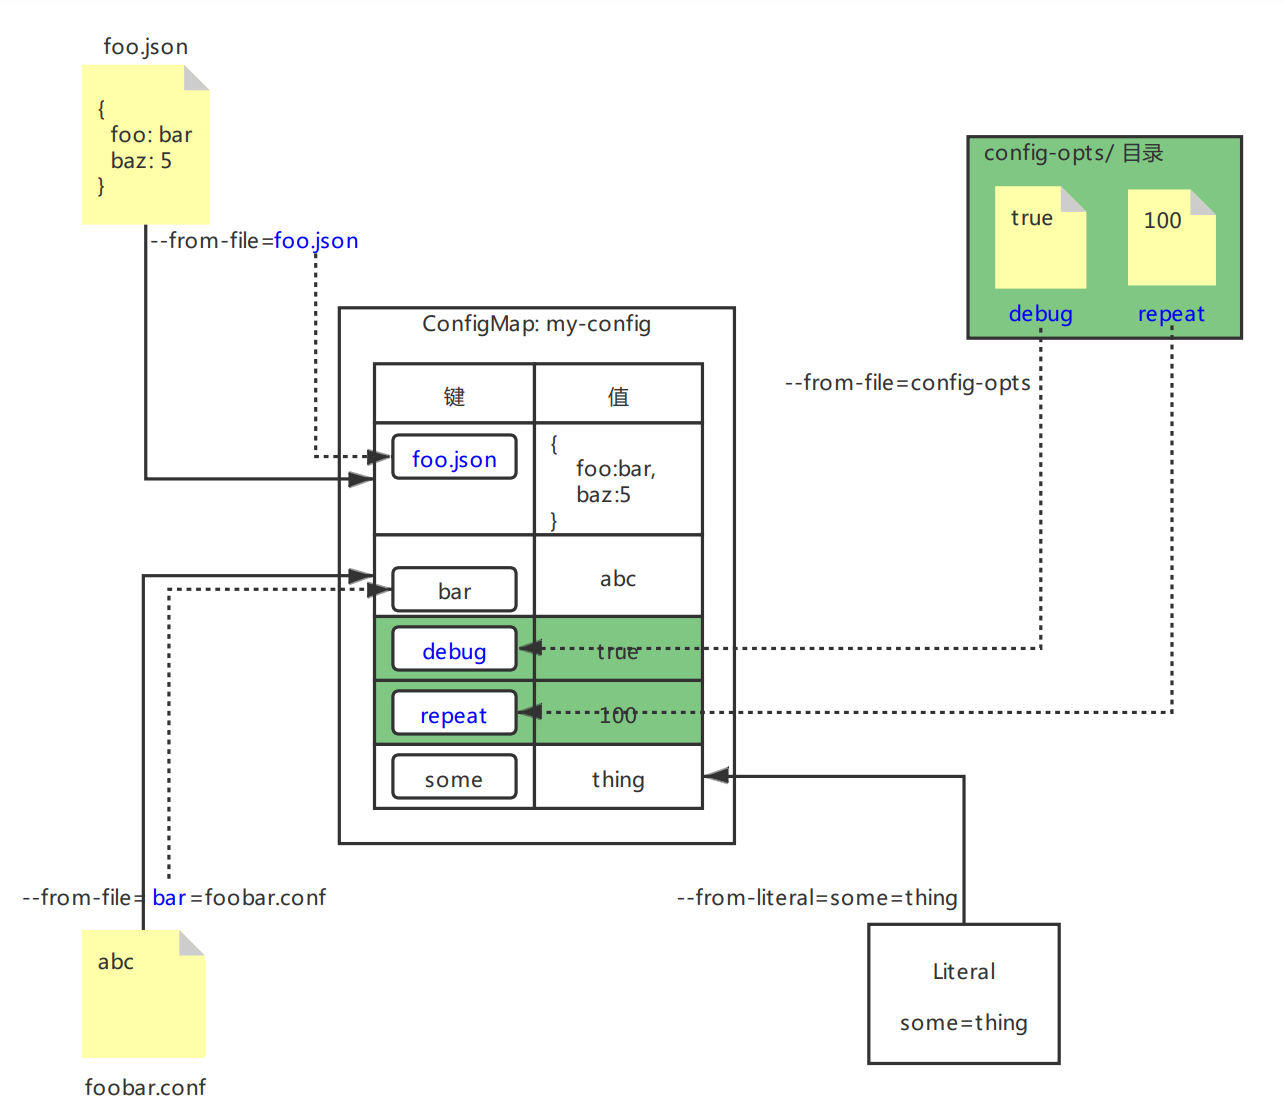 foo.json
{
foo: bar
baz: 5
}
--from-file=foo.json
config-opts/ 目录
true
100
debug
repeat
--from-file=config-opts
ConfigMap: my-config
键
值
foo.json
{
foo:bar,
baz:5
}
bar
abc
debug
true
repeat
100
some
thing
--from-file= bar =foobar.conf
abc
foobar.conf
--from-literal=some=thing
Literal
some=thing